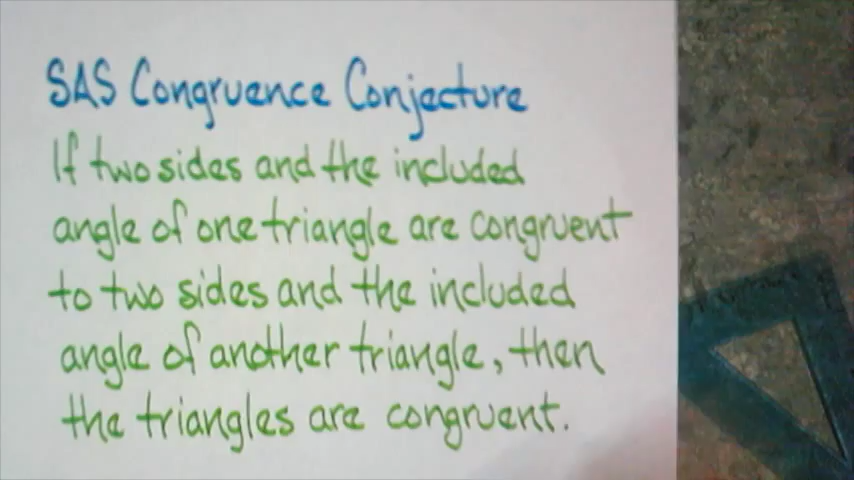 SAS Congruence Conjecture
If two sides and the included
angle of one triangle are congruent
to two sides and the included
angle of another triangle, then
the triangles are congruent.